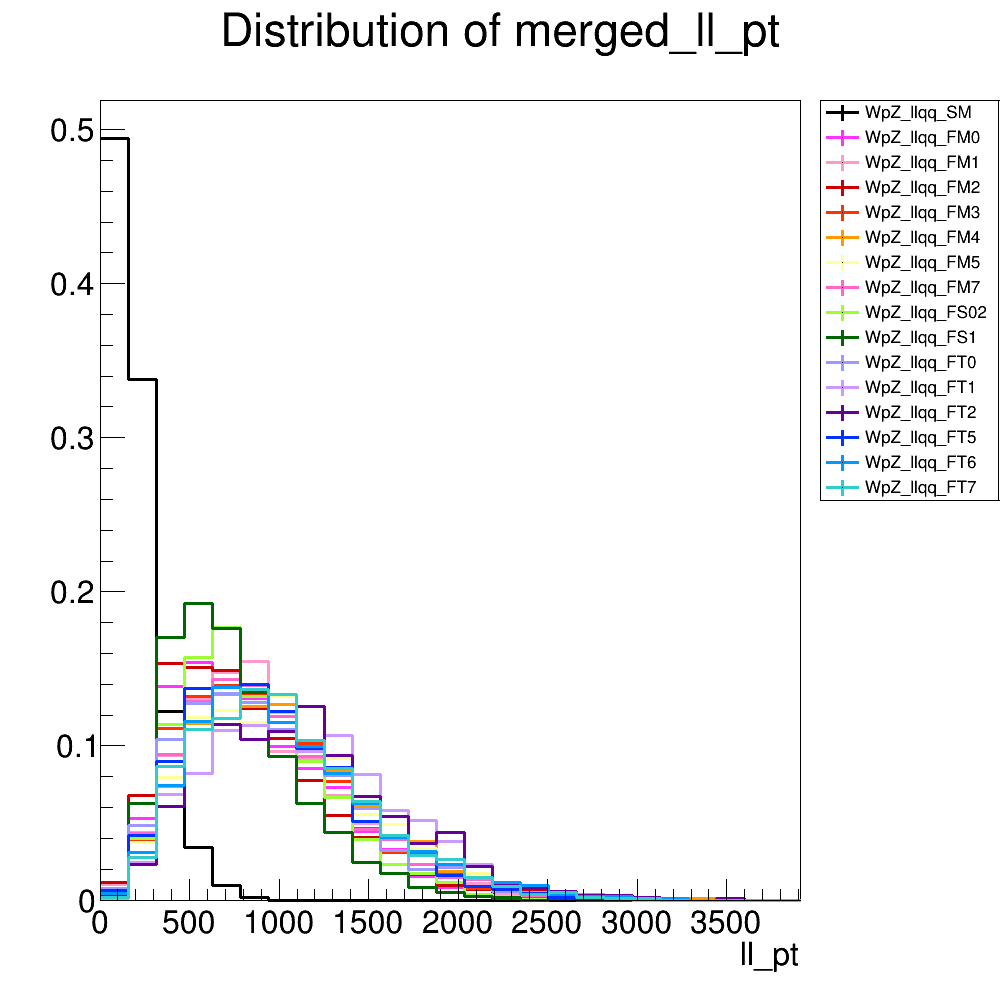 Distribution of merged_ll_pt
WpZ_llqq_SM
WpZ_llqq_FM0
WpZ_llqq_FM1
WpZ_llqq_FM2
WpZ_llqq_FM3
WpZ_llqq_FM4
WpZ_llqq_FM5
WpZ_llqq_FM7
WpZ_llqq_FS02
WpZ_llqq_FS1
WpZ_llqq_FT0
WpZ_llqq_FT1
WpZ_llqq_FT2
WpZ_llqq_FT5
WpZ_llqq_FT6
WpZ_llqq_FT7
0.5
0.4
0.3
0.2
0.1
0
0 500 1000 1500 2000 2500 3000 3500
ll_pt